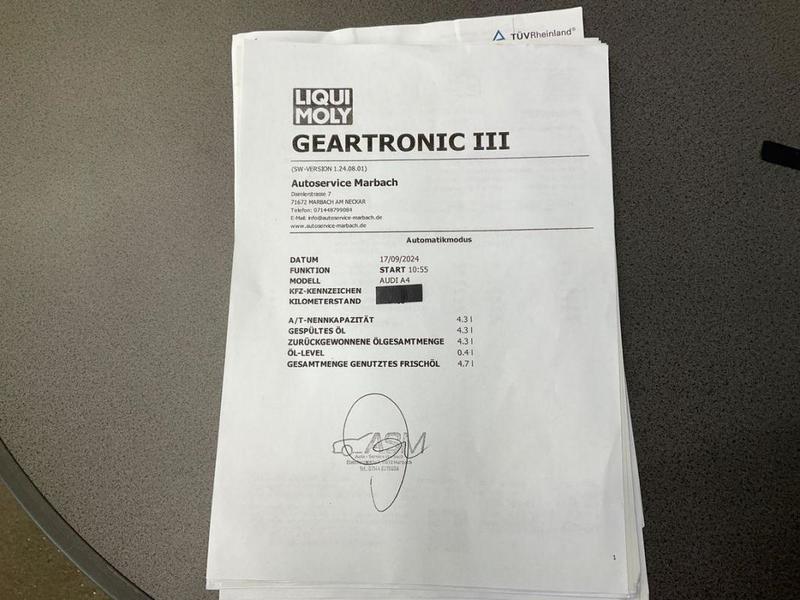 TÜVRheinland®
LIQUI
MOLY
GEARTRONIC III
(SW-VERSION 1.24.08.01)
Autoservice Marbach
Daimlerstrasse 7
71672 MARBACH AM NECKAR
Telefon: 071448799084
E-Mail: info@autoservice-marbach.de
www.autoservice-marbach.de
Automatikmodus
DATUM 17/09/2024
FUNKTION START 10:55
MODELL AUDI A4
KFZ-KENNZEICHEN
KILOMETERSTAND
A/T-NENNKAPAZITÄT 4.3 l
GESPÜLTES ÖL 4.3 l
ZURÜCKGEWONNENE ÖLGESAMTMENGE 4.3 l
ÖL-LEVEL 0.4 l
GESAMTMENGE GENUTZTES FRISCHÖL 4.7 l
ASM
1